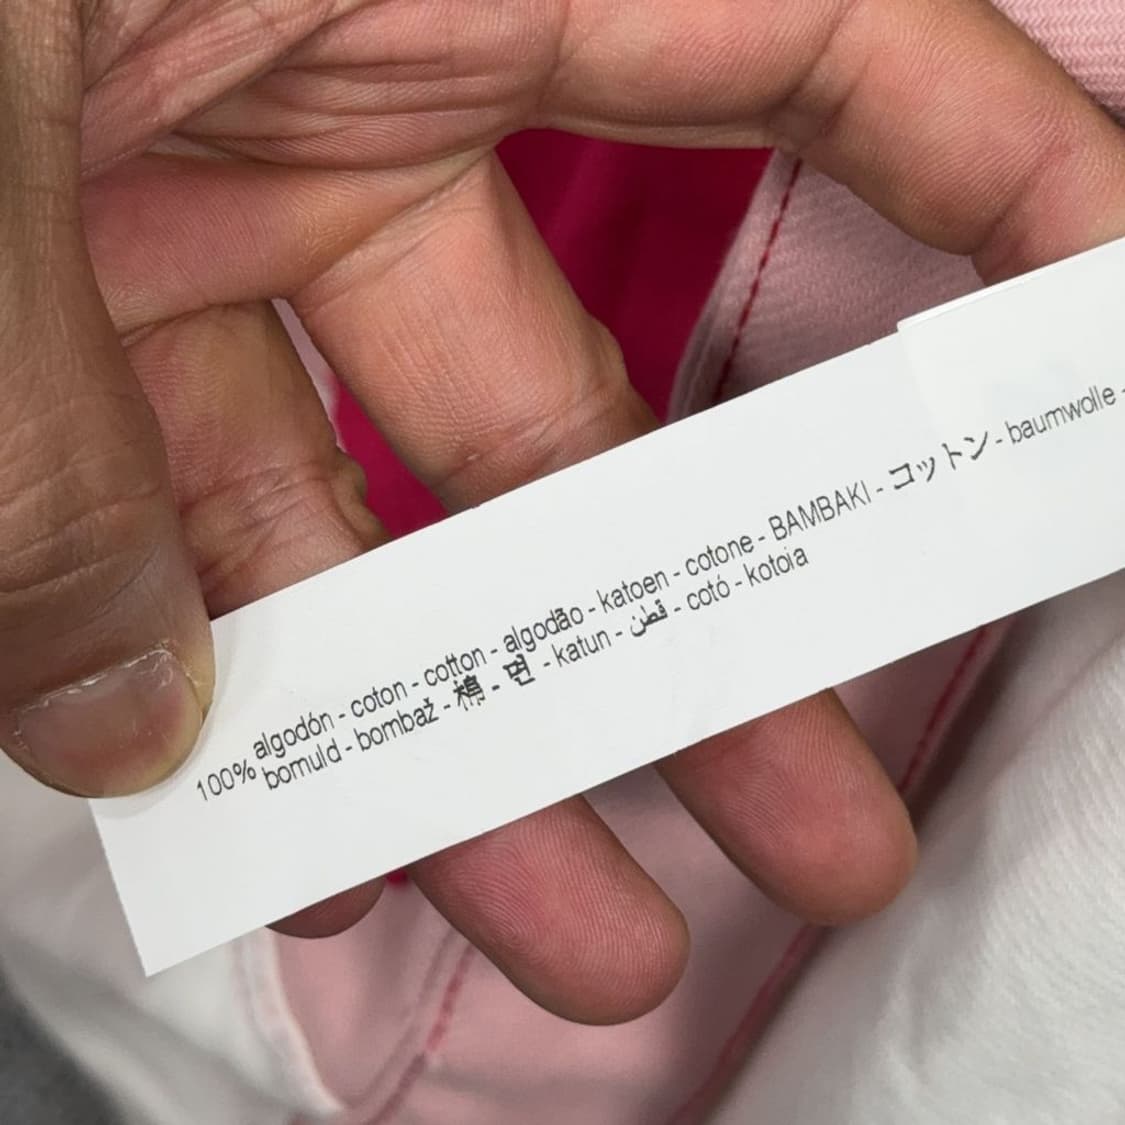 100% algodón - coton - cotton - algodão - katoen - cotone - BAMBAKI - コットン - baumwolle -
bomuld - bombaž - 棉 - 면 - katun - قطن - cotó - kotoia